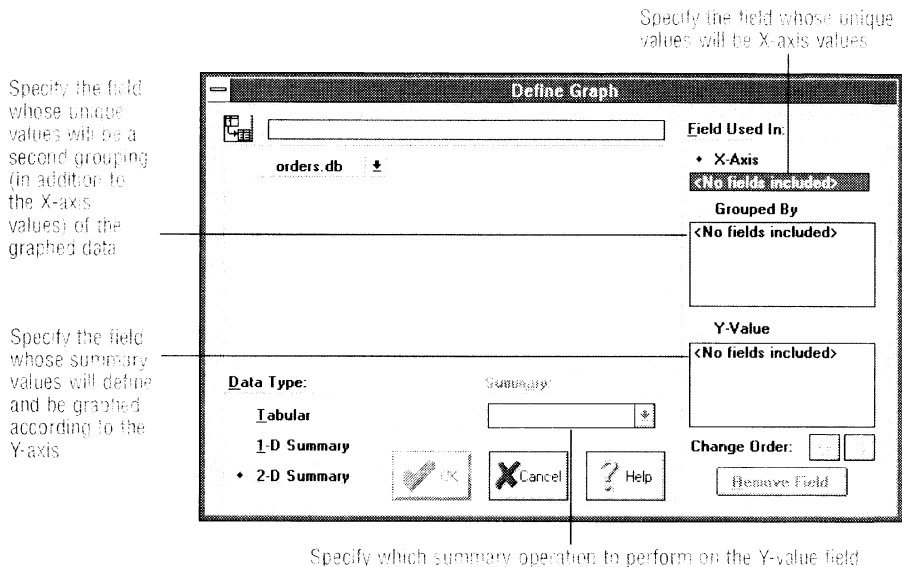 Specify the field whose unique
values will be X-axis values
Specify the field
whose unique
values will be a
second grouping
(in addition to
the X-axis
values) of the
graphed data
Define Graph
Field Used In:
orders.db
X-Axis
<No fields included>
Grouped By
<No fields included>
Y-Value
<No fields included>
Specify the field
whose summary
values will define
and be graphed
according to the
Y-axis
Data Type:
Summary:
Tabular
1-D Summary
2-D Summary
OK
Cancel
Help
Change Order:
Remove Field
Specify which summary operation to perform on the Y-value field